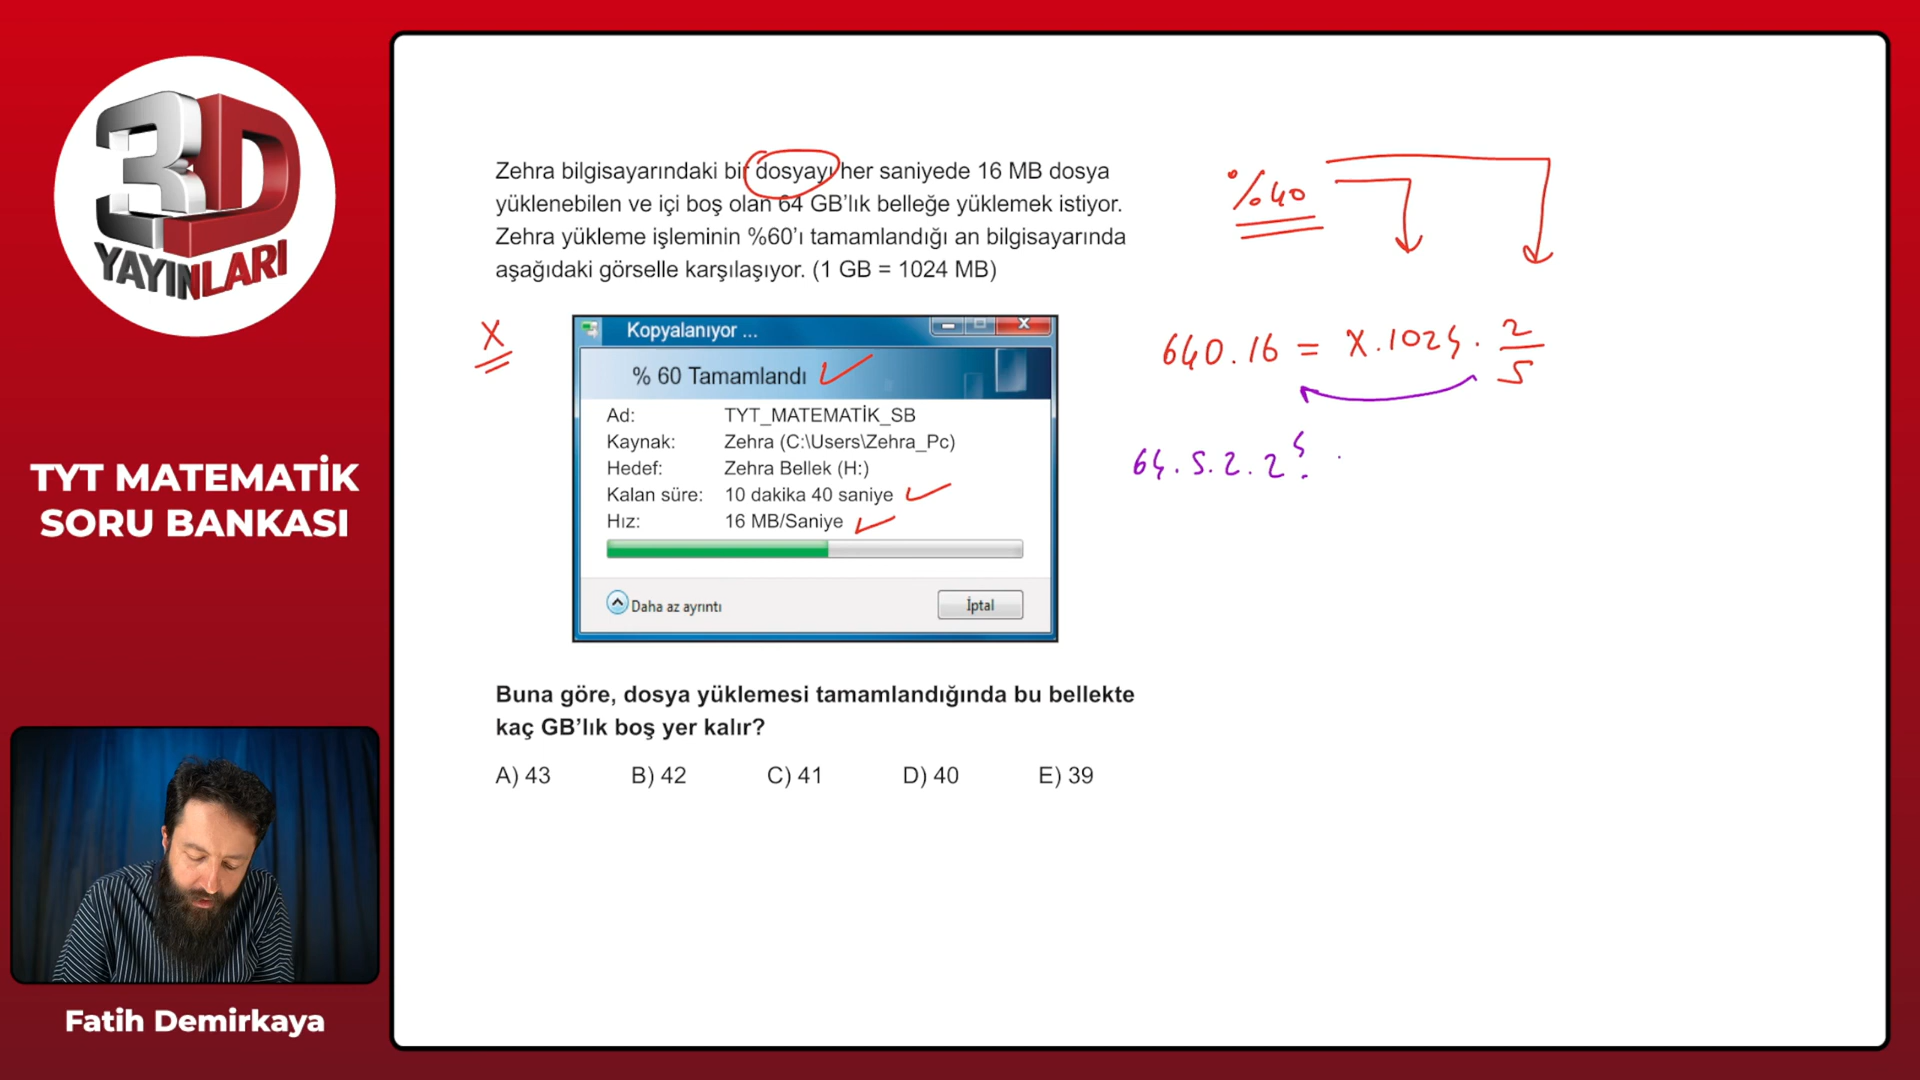 3D
YAYINLARI
TYT MATEMATİK
SORU BANKASI
Fatih Demirkaya
Zehra bilgisayarındaki bir dosyayı her saniyede 16 MB dosya
yüklenebilen ve içi boş olan 64 GB’lık belleğe yüklemek istiyor.
Zehra yükleme işleminin %60’ı tamamlandığı an bilgisayarında
aşağıdaki görselle karşılaşıyor. (1 GB = 1024 MB)
X
Kopyalanıyor ...
% 60 Tamamlandı
Ad: TYT_MATEMATİK_SB
Kaynak: Zehra (C:\Users\Zehra_Pc)
Hedef: Zehra Bellek (H:)
Kalan süre: 10 dakika 40 saniye
Hız: 16 MB/Saniye
Daha az ayrıntı
İptal
Buna göre, dosya yüklemesi tamamlandığında bu bellekte
kaç GB’lık boş yer kalır?
A) 43 B) 42 C) 41 D) 40 E) 39
%40
640.16 = X.1024.2/5
64.5.2.2⁴.